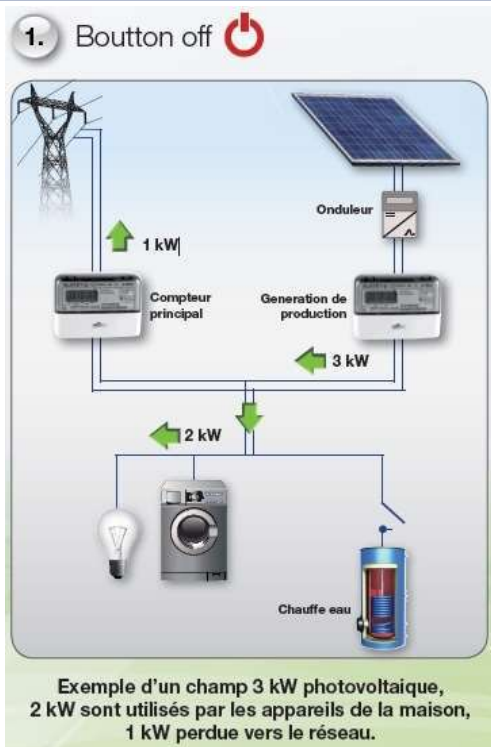 1. Boutton off
Onduleur
1 kW
Compteur
principal
Generation de
production
3 kW
2 kW
Chauffe eau
Exemple d'un champ 3 kW photovoltaique,
2 kW sont utilisés par les appareils de la maison,
1 kW perdue vers le réseau.